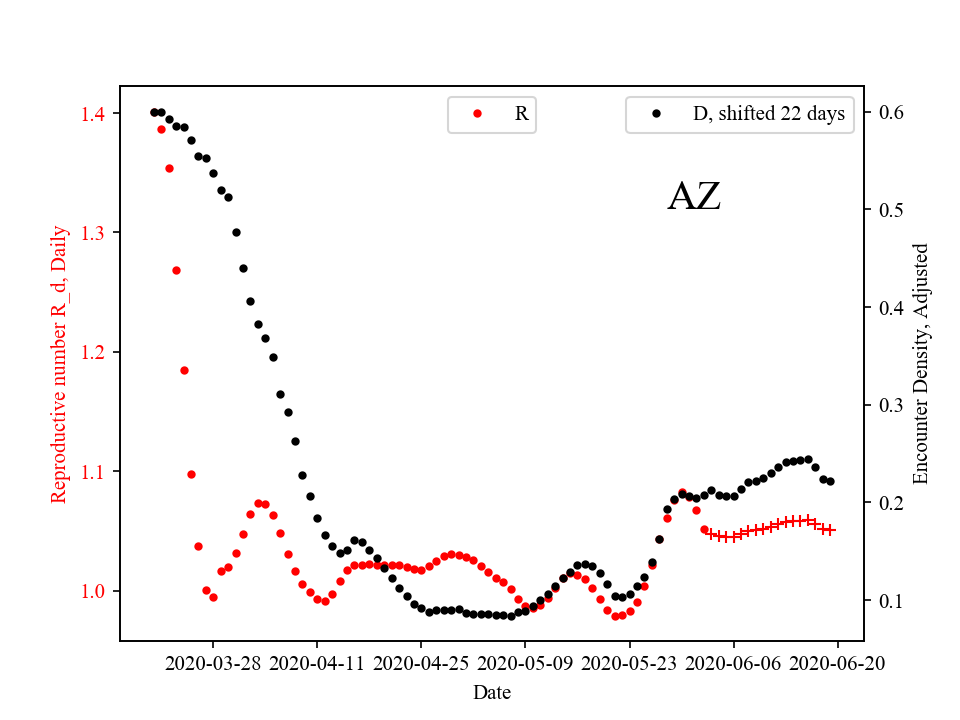 R
D, shifted 22 days
AZ
1.4
1.3
1.2
1.1
1.0
Reproductive number R_d, Daily
0.6
0.5
0.4
0.3
0.2
0.1
Encounter Density, Adjusted
2020-03-28 2020-04-11 2020-04-25 2020-05-09 2020-05-23 2020-06-06 2020-06-20
Date